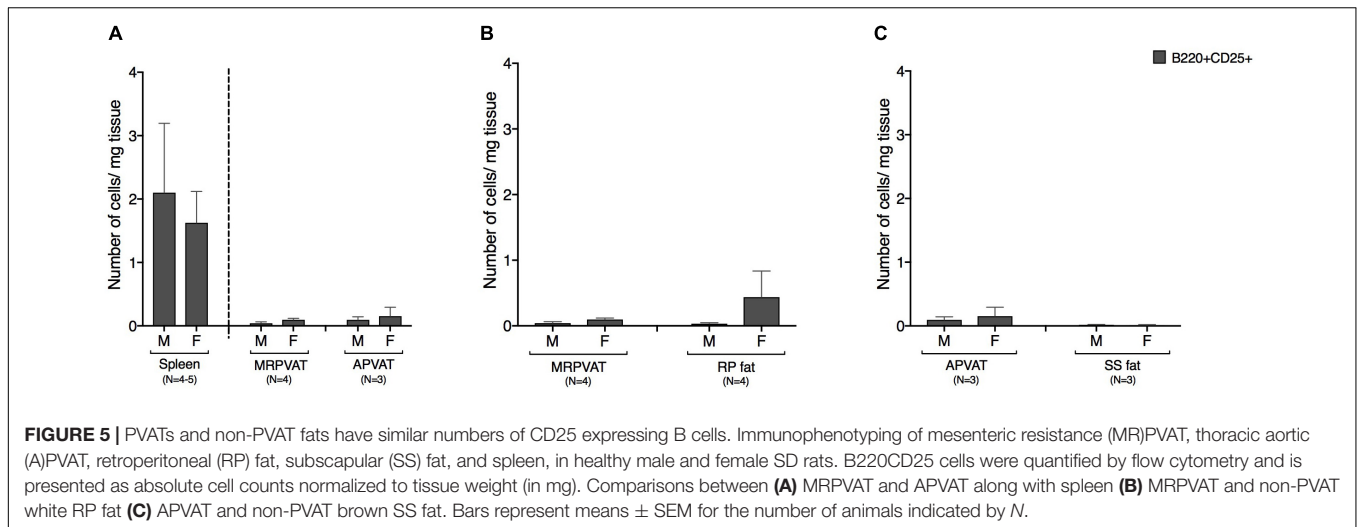 A
Number of cells/ mg tissue
4
3
2
1
0
M F M F M F
Spleen MRPVAT APVAT
(N=4-5) (N=4) (N=3)
B
Number of cells/ mg tissue
4
3
2
1
0
M F M F
MRPVAT RP fat
(N=4) (N=4)
C
B220+CD25+
Number of cells/ mg tissue
4
3
2
1
0
M F M F
APVAT SS fat
(N=3) (N=3)
FIGURE 5 | PVATs and non-PVAT fats have similar numbers of CD25 expressing B cells. Immunophenotyping of mesenteric resistance (MR)PVAT, thoracic aortic
(A)PVAT, retroperitoneal (RP) fat, subscapular (SS) fat, and spleen, in healthy male and female SD rats. B220CD25 cells were quantified by flow cytometry and is
presented as absolute cell counts normalized to tissue weight (in mg). Comparisons between (A) MRPVAT and APVAT along with spleen (B) MRPVAT and non-PVAT
white RP fat (C) APVAT and non-PVAT brown SS fat. Bars represent means ± SEM for the number of animals indicated by N.